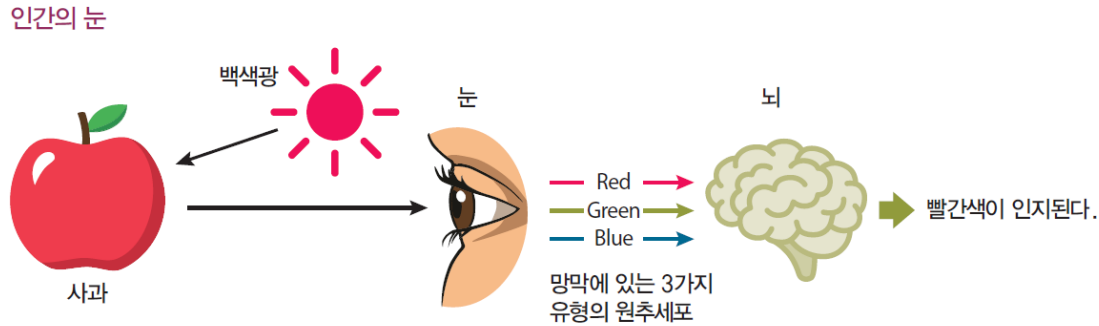 인간의 눈
백색광
눈
뇌
Red
Green
Blue
빨간색이 인지된다.
사과
망막에 있는 3가지
유형의 원추세포